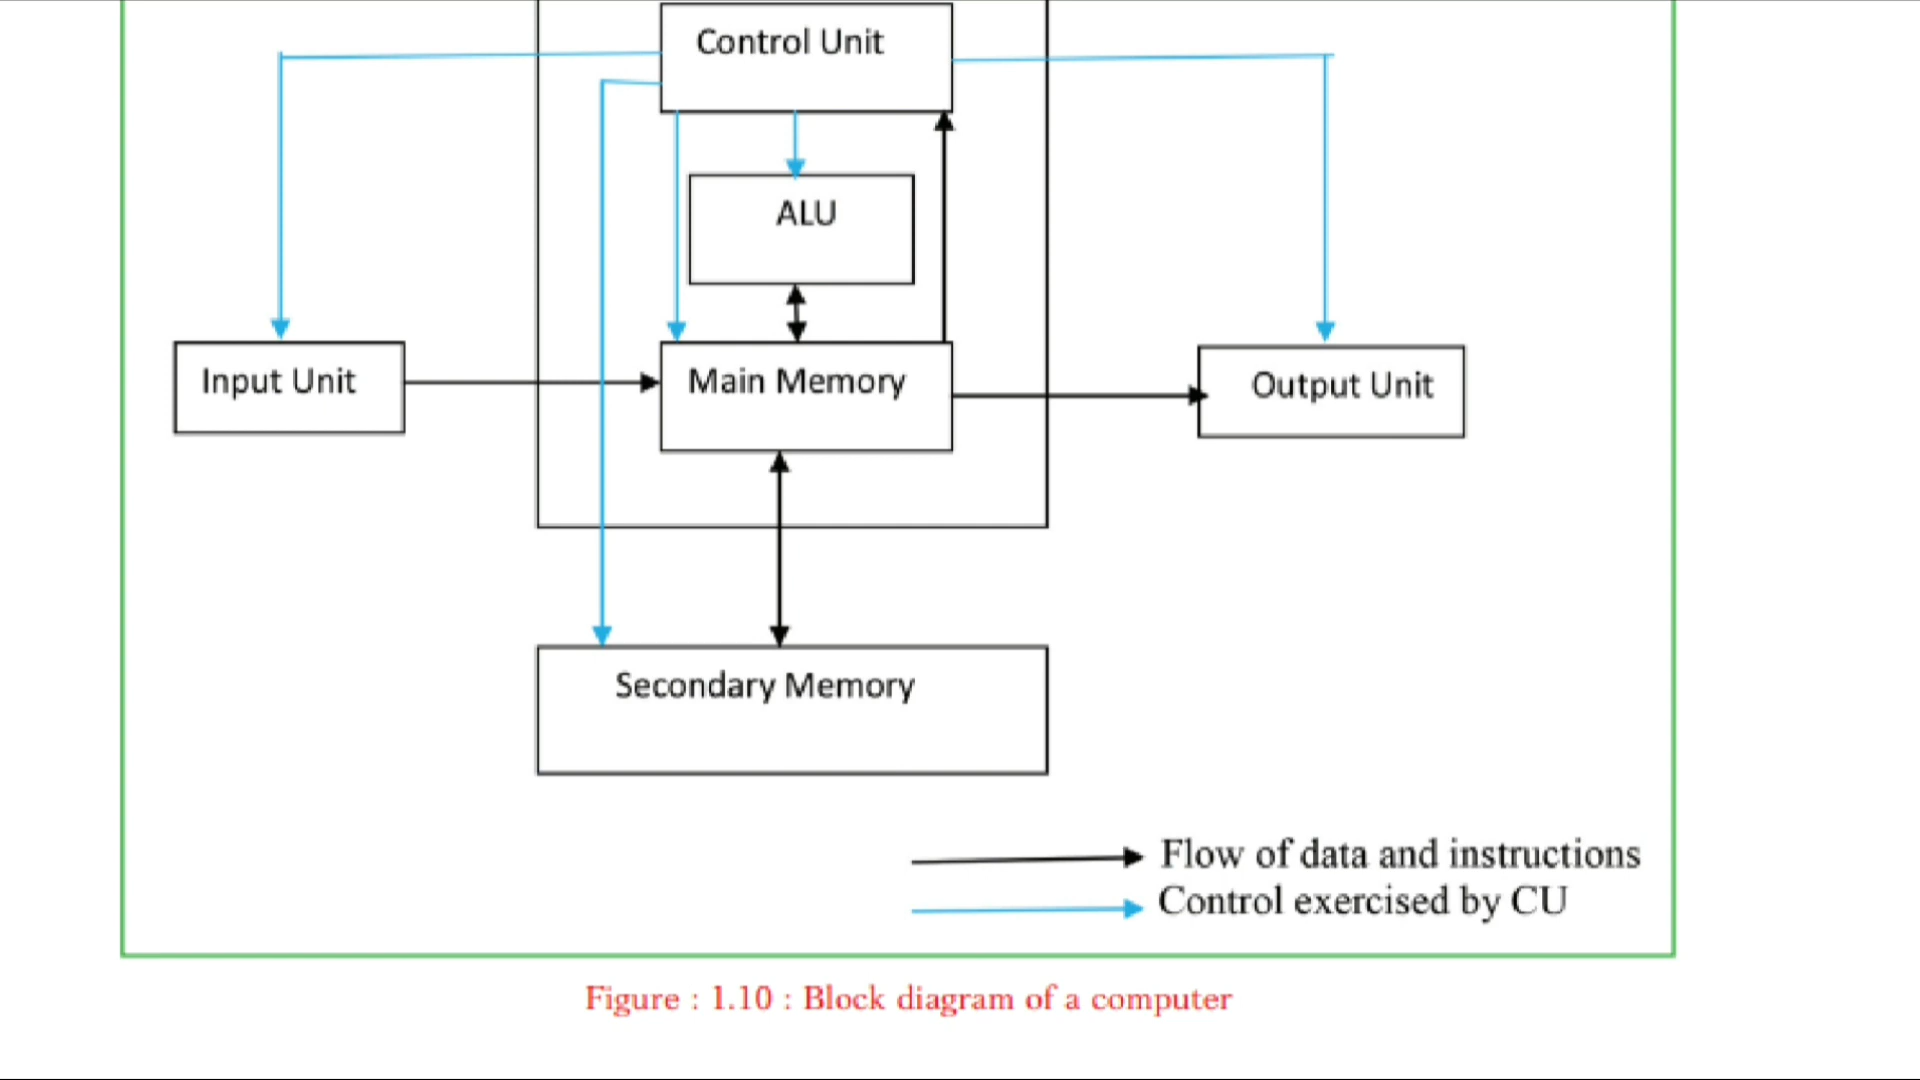 Control Unit
ALU
Input Unit
Main Memory
Output Unit
Secondary Memory
Flow of data and instructions
Control exercised by CU
Figure : 1.10 : Block diagram of a computer